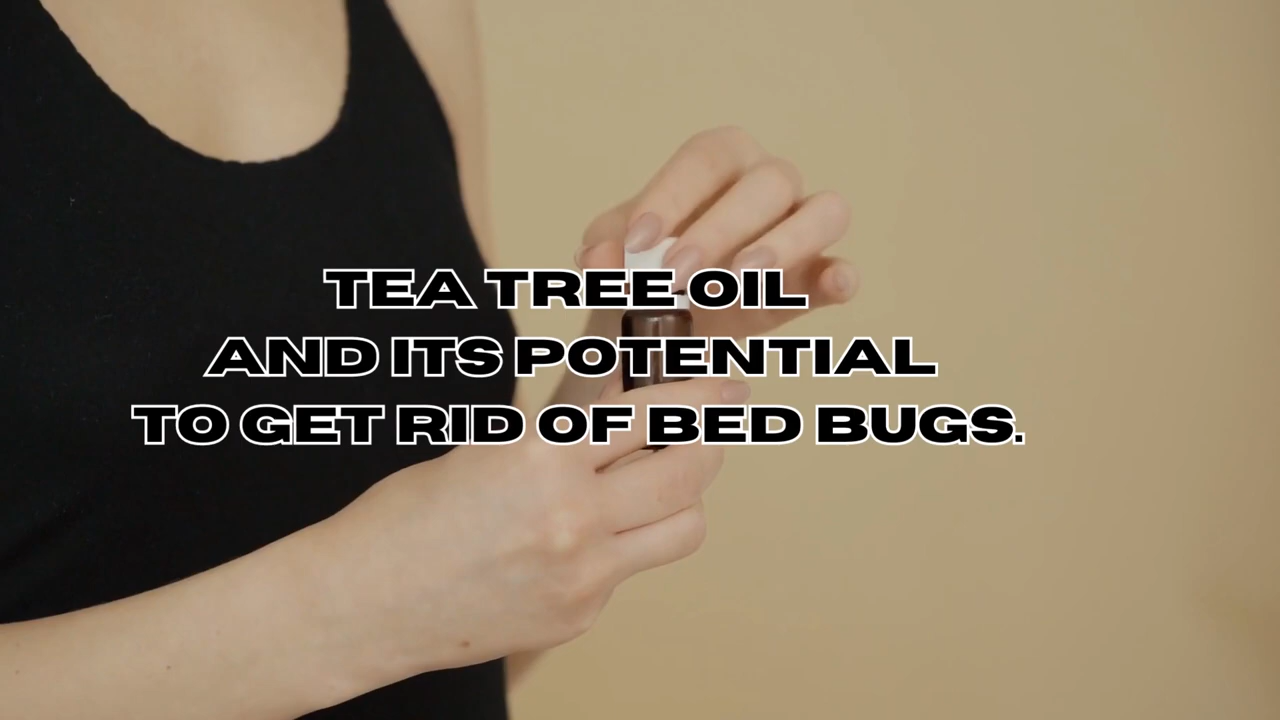 TEA TREE OIL
AND ITS POTENTIAL
TO GET RID OF BED BUGS.